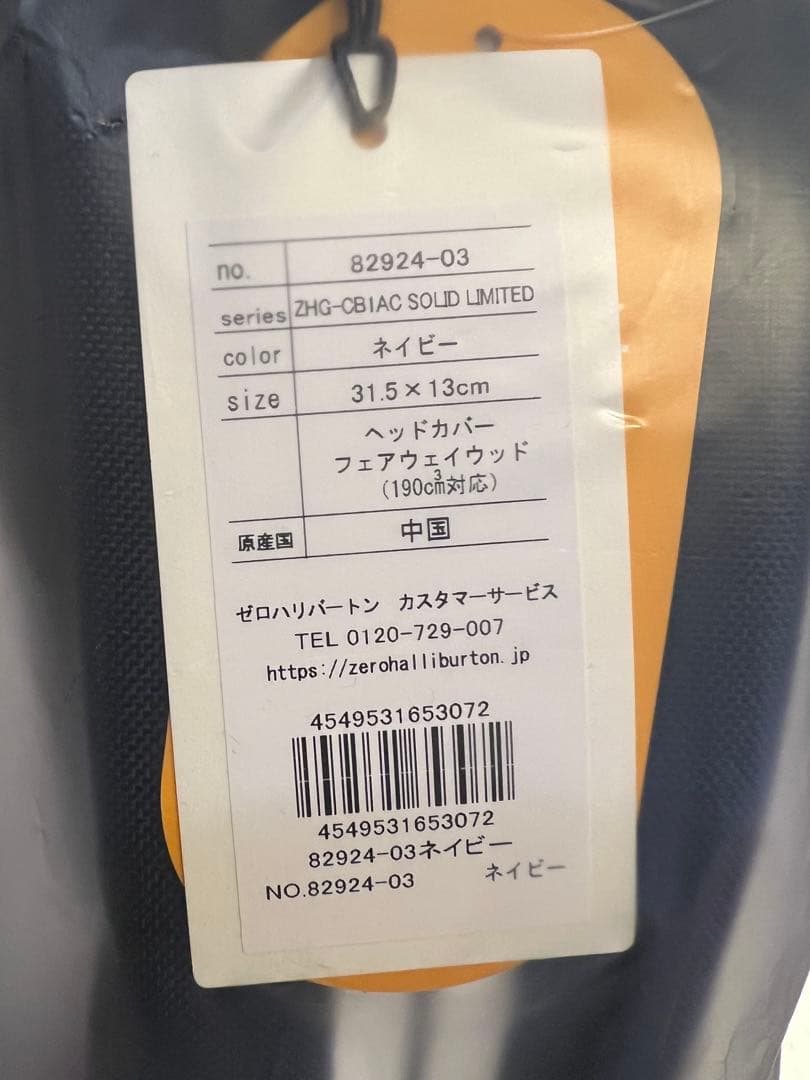 no. 82924-03
series ZHG-CB1AC SOLID LIMITED
color ネイビー
size 31.5×13cm
ヘッドカバー
フェアウェイウッド
(190cm³対応)
原産国 中国
ゼロハリバートン カスタマーサービス
TEL 0120-729-007
https://zerohalliburton.jp
4549531653072
4549531653072
82924-03ネイビー
NO.82924-03 ネイビー